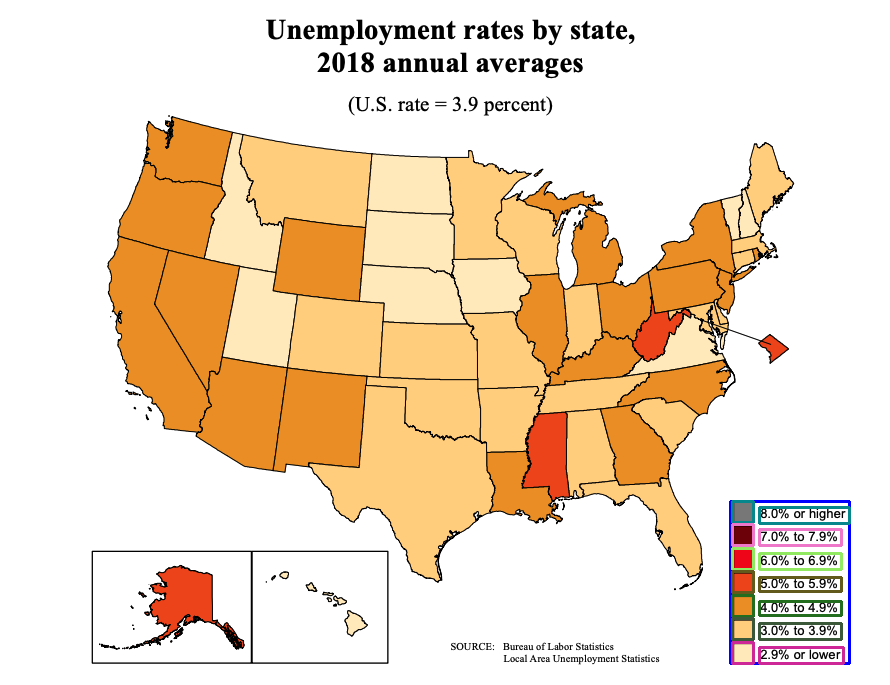 Unemployment rates by state,
2018 annual averages
(U.S. rate = 3.9 percent)
8.0% or higher
7.0% to 7.9%
6.0% to 6.9%
5.0% to 5.9%
4.0% to 4.9%
3.0% to 3.9%
2.9% or lower
SOURCE: Bureau of Labor Statistics
Local Area Unemployment Statistics